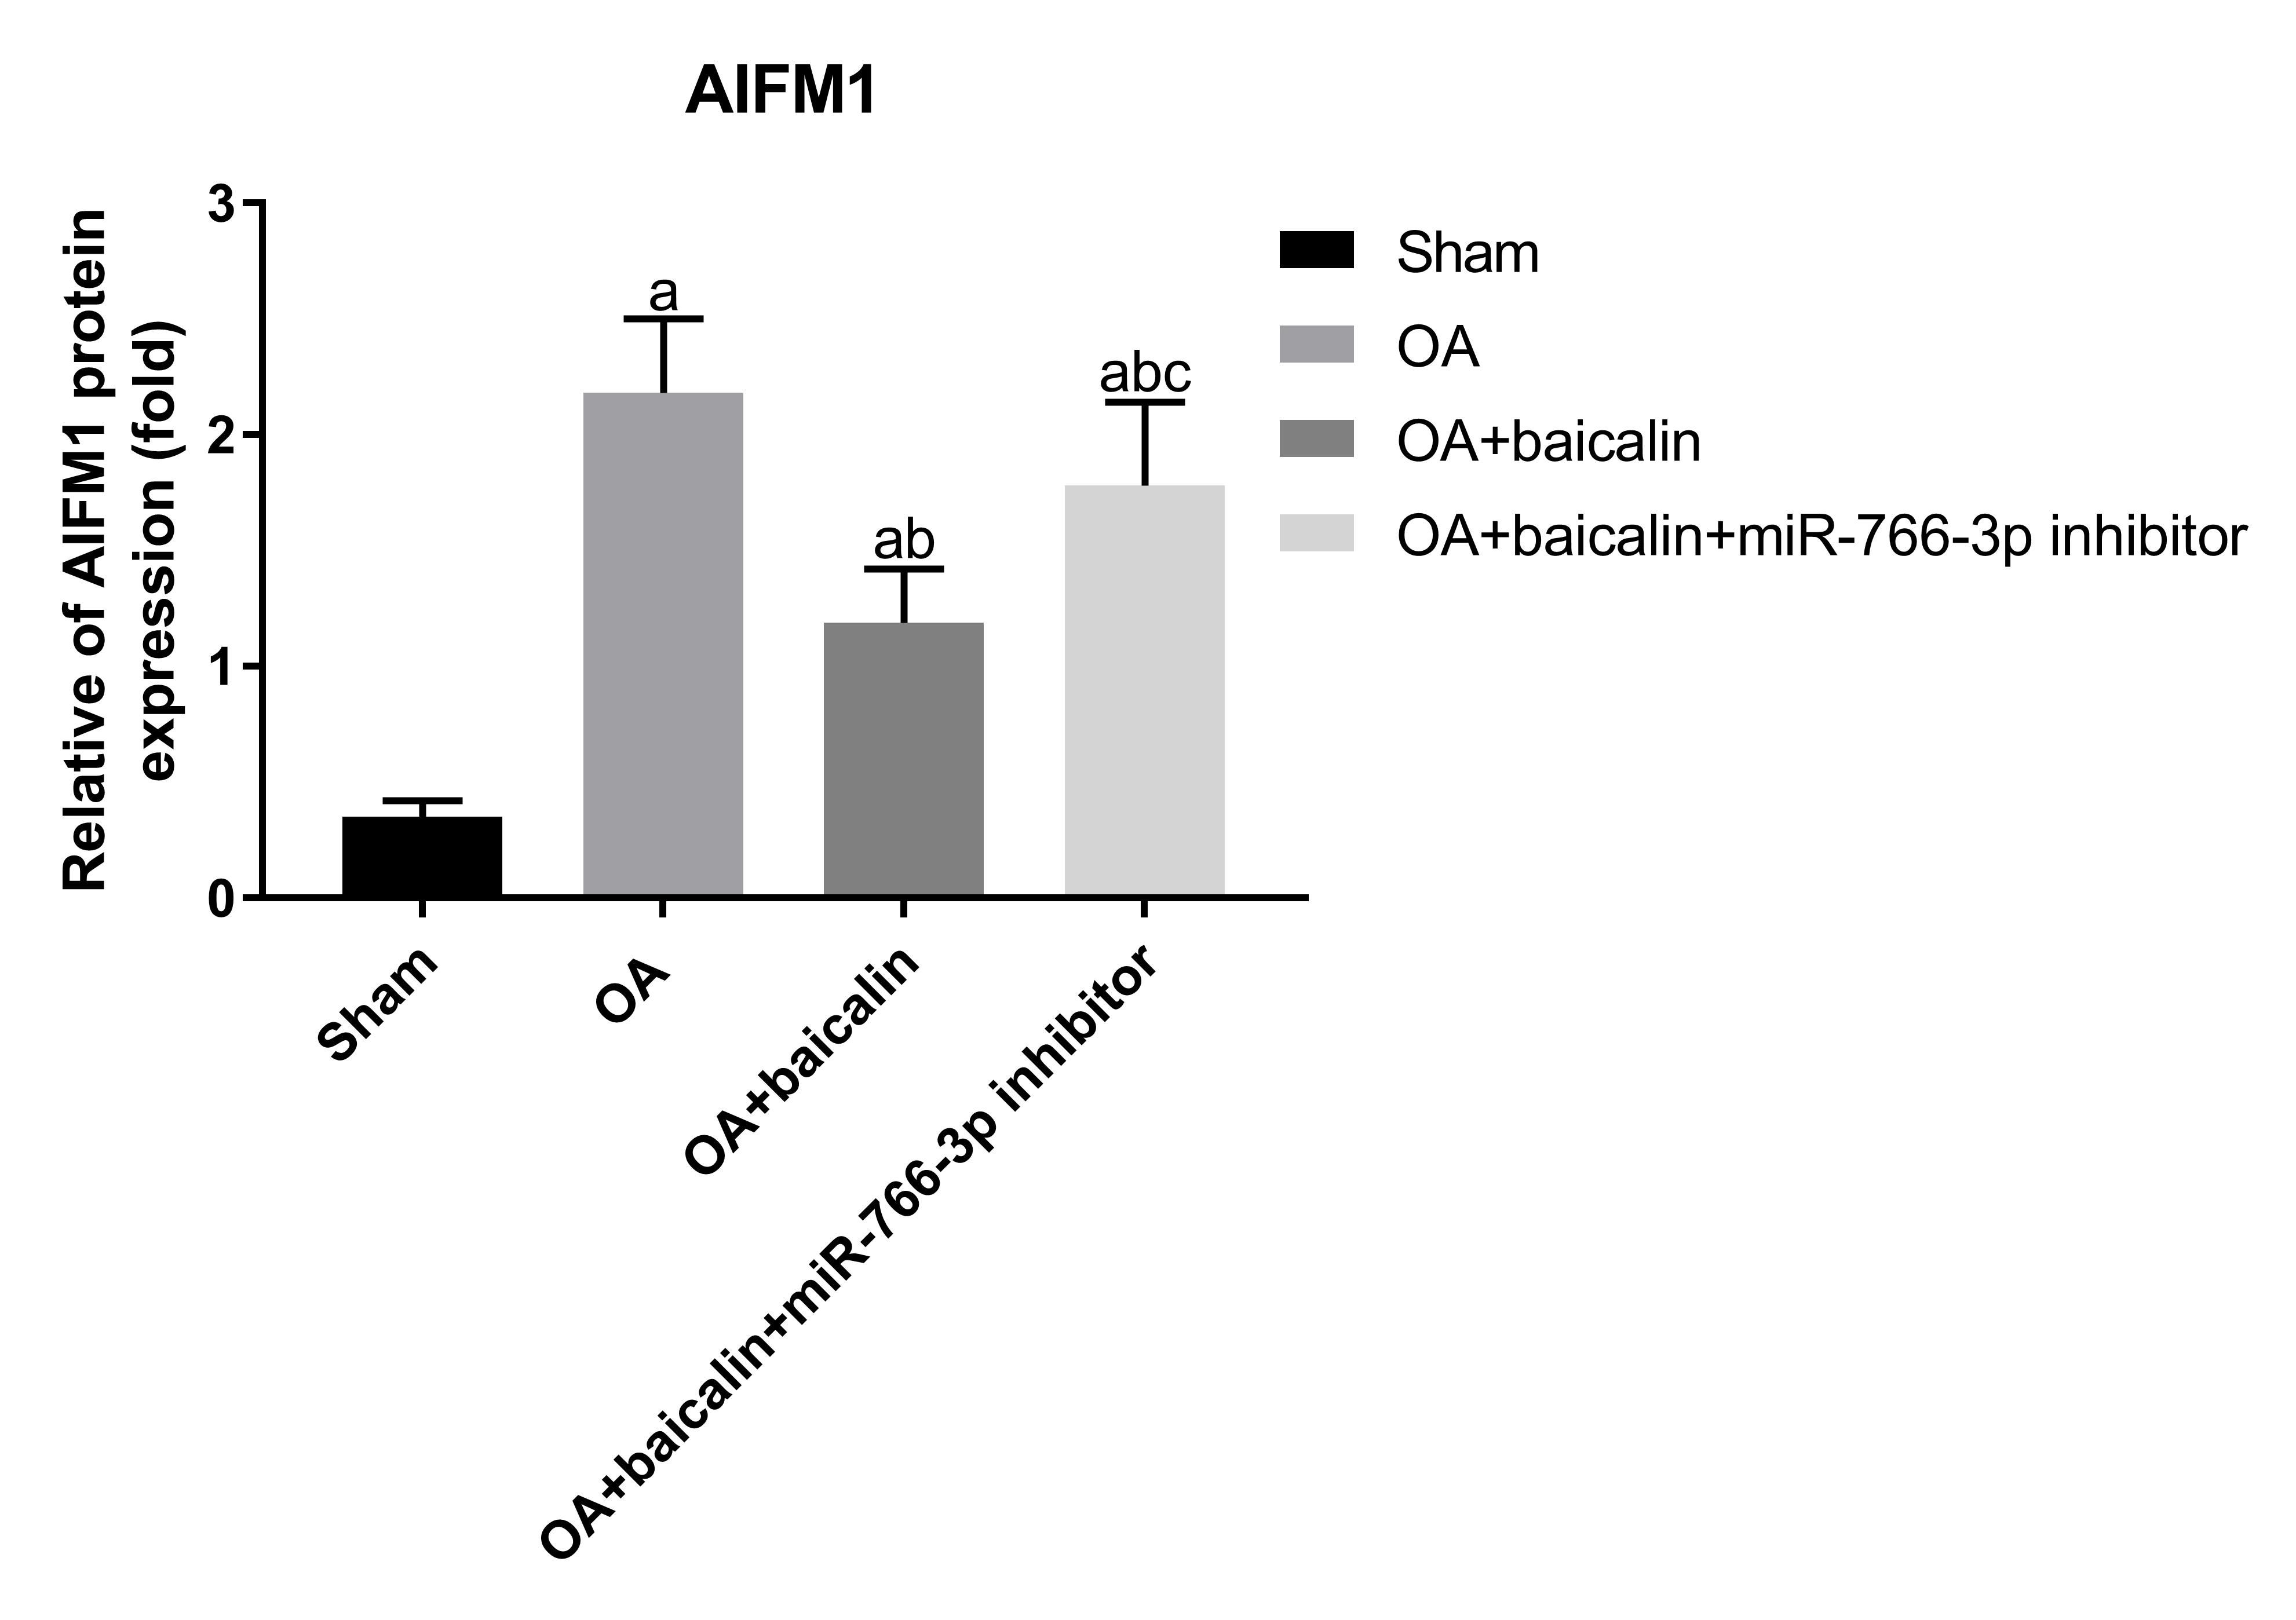 AIFM1
Relative of AIFM1 protein
expression (fold)
3
2
1
0
a
ab
abc
Sham
OA
OA+baicalin
OA+baicalin+miR-766-3p inhibitor
Sham
OA
OA+baicalin
OA+baicalin+miR-766-3p inhibitor